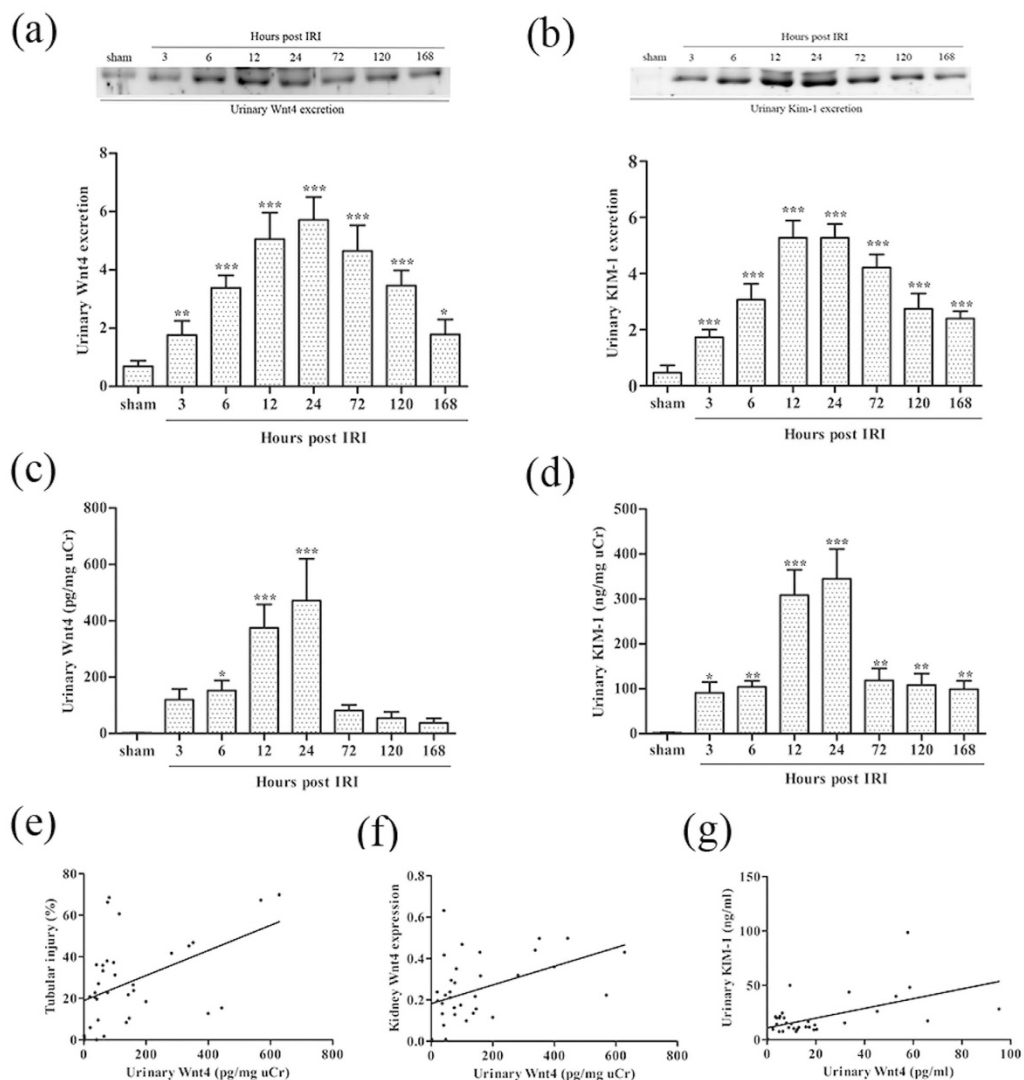 (a)
Hours post IRI
sham 3 6 12 24 72 120 168
Urinary Wnt4 excretion
Urinary Wnt4 excretion
8
6
4
2
0
** *** *** *** *** *** *
sham 3 6 12 24 72 120 168
Hours post IRI
(b)
Hours post IRI
sham 3 6 12 24 72 120 168
Urinary Kim-1 excretion
Urinary KIM-1 excretion
8
6
4
2
0
*** *** *** *** *** *** ***
sham 3 6 12 24 72 120 168
Hours post IRI
(c)
Urinary Wnt4 (pg/mg uCr)
800
600
400
200
0
* *** ***
sham 3 6 12 24 72 120 168
Hours post IRI
(d)
Urinary KIM-1 (ng/mg uCr)
500
400
300
200
100
0
* ** *** *** ** ** **
sham 3 6 12 24 72 120 168
Hours post IRI
(e)
Tubular injury (%)
80
60
40
20
0
0 200 400 600 800
Urinary Wnt4 (pg/mg uCr)
(f)
Kidney Wnt4 expression
0.8
0.6
0.4
0.2
0.0
0 200 400 600 800
Urinary Wnt4 (pg/mg uCr)
(g)
Urinary KIM-1 (ng/ml)
150
100
50
0
0 20 40 60 80 100
Urinary Wnt4 (pg/ml)